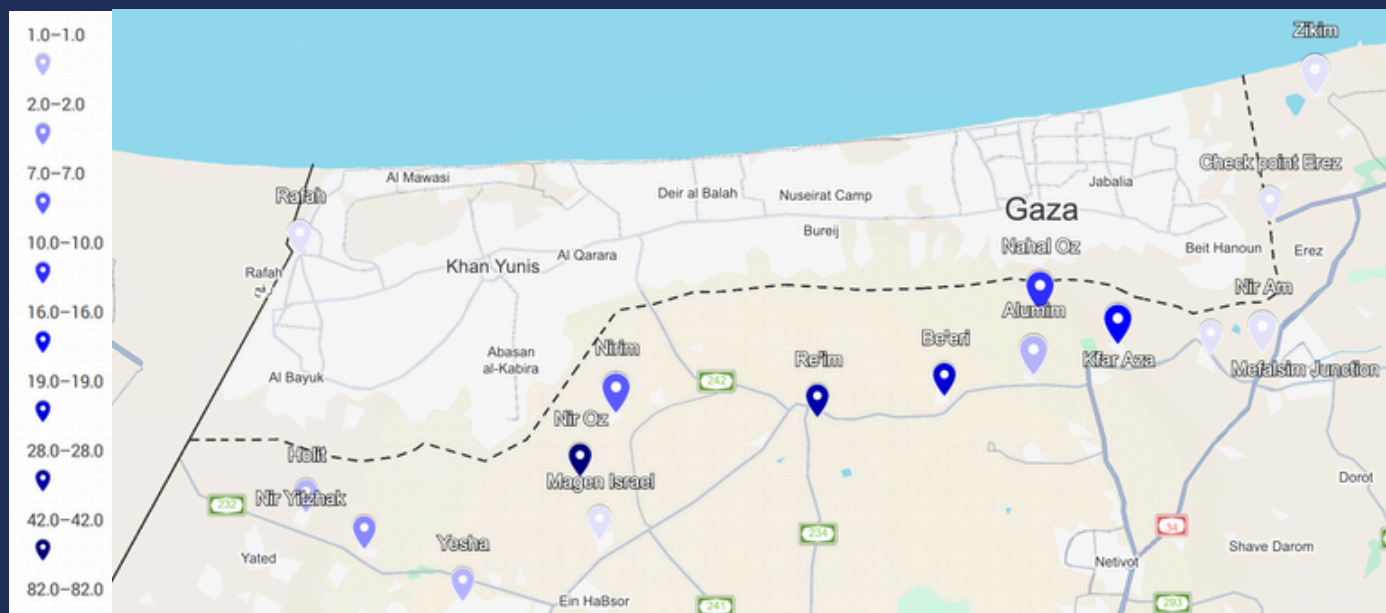 1.0–1.0
2.0–2.0
7.0–7.0
10.0–10.0
16.0–16.0
19.0–19.0
28.0–28.0
42.0–42.0
82.0–82.0
Zikim
Check point Erez
Rafah
Al Mawasi
Deir al Balah
Nuseirat Camp
Jabalia
Gaza
Bureij
Nahal Oz
Beit Hanoun
Erez
Rafah
Khan Yunis
Al Qarara
Nir Am
Alumim
Be'eri
Kfar Aza
Mefalsim Junction
Nirim
Re'im
Abasan
al-Kabira
Al Bayuk
242
Nir Oz
Holit
Magen Israel
Nir Yitzhak
232
Dorot
234
34
Yesha
Yated
Shave Darom
Netivot
Ein HaBsor
241
293